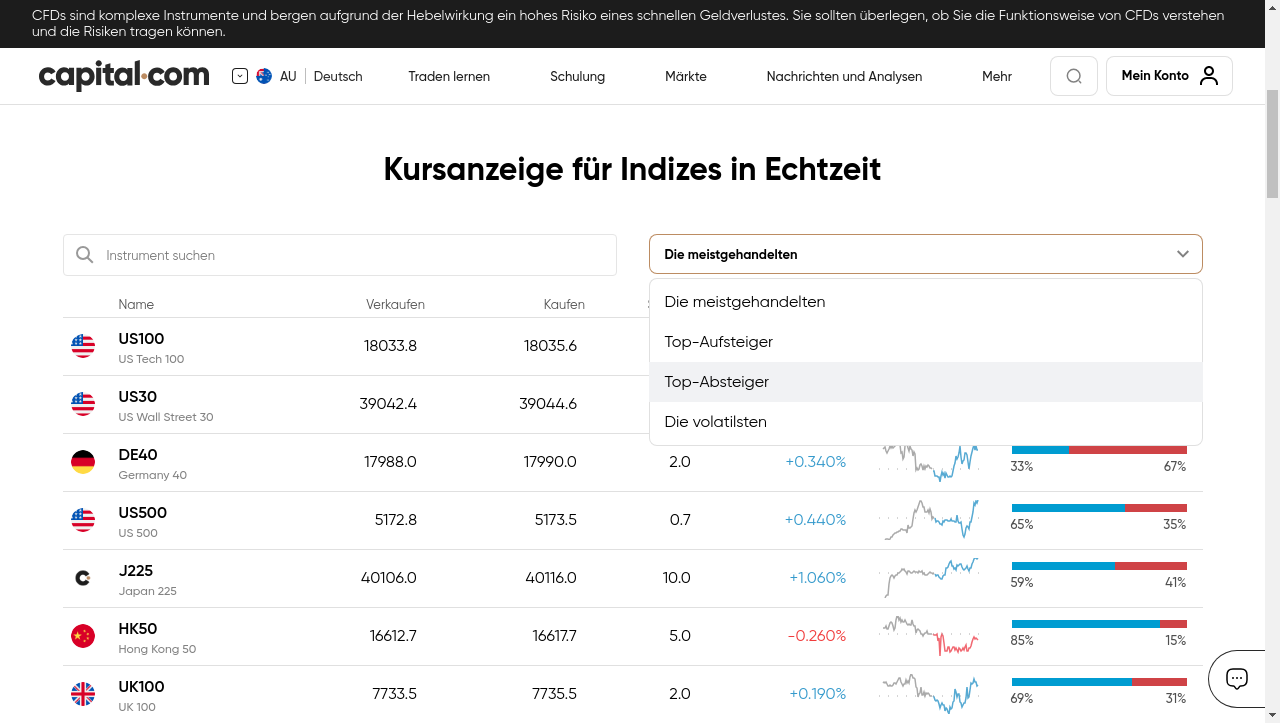 CFDs sind komplexe Instrumente und bergen aufgrund der Hebelwirkung ein hohes Risiko eines schnellen Geldverlustes. Sie sollten überlegen, ob Sie die Funktionsweise von CFDs verstehen
und die Risiken tragen können.
capital.com AU Deutsch Traden lernen Schulung Märkte Nachrichten und Analysen Mehr Mein Konto
Kursanzeige für Indizes in Echtzeit
Instrument suchen Die meistgehandelten
Die meistgehandelten
Top-Aufsteiger
Top-Absteiger
Die volatilsten
Name Verkaufen Kaufen
US100 18033.8 18035.6
US Tech 100
US30 39042.4 39044.6
US Wall Street 30
DE40 17988.0 17990.0 2.0 +0.340% 33% 67%
Germany 40
US500 5172.8 5173.5 0.7 +0.440% 65% 35%
US 500
J225 40106.0 40116.0 10.0 +1.060% 59% 41%
Japan 225
HK50 16612.7 16617.7 5.0 -0.260% 85% 15%
Hong Kong 50
UK100 7733.5 7735.5 2.0 +0.190% 69% 31%
UK 100